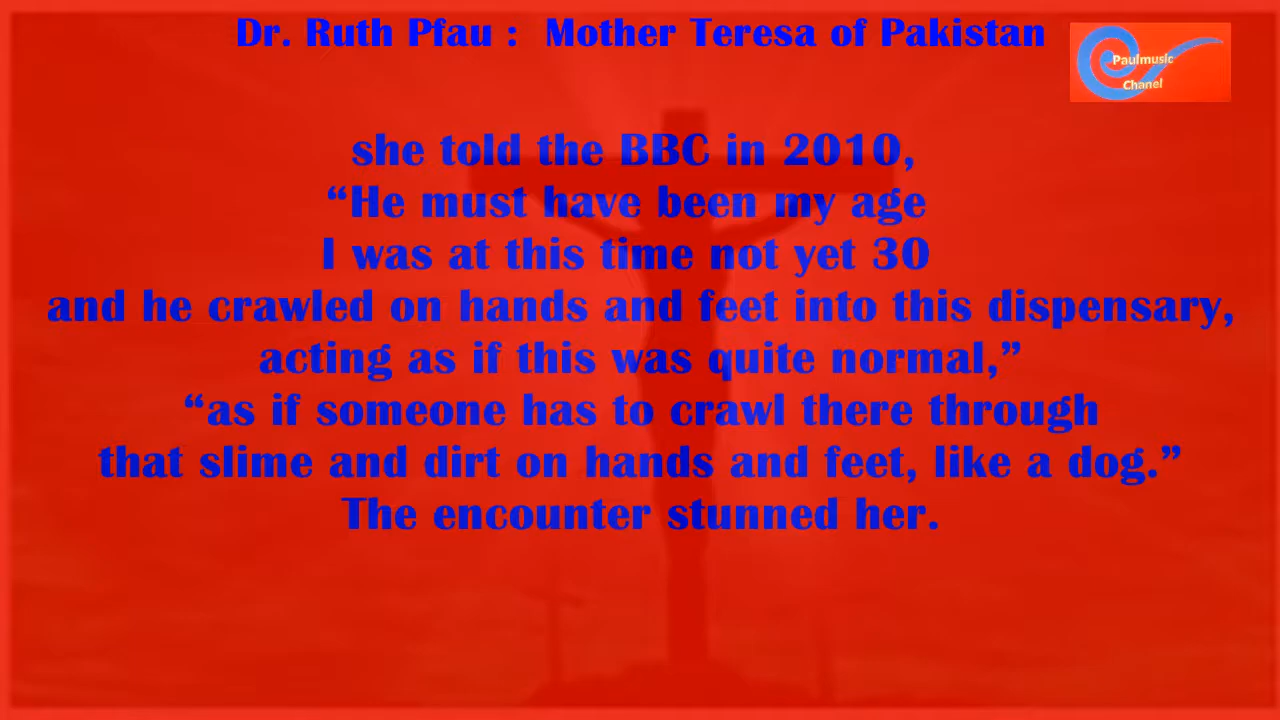 Dr. Ruth Pfau :  Mother Teresa of Pakistan
Paulmusic
Chanel
she told the BBC in 2010,
“He must have been my age
I was at this time not yet 30
and he crawled on hands and feet into this dispensary,
acting as if this was quite normal,”
“as if someone has to crawl there through
that slime and dirt on hands and feet, like a dog.”
The encounter stunned her.